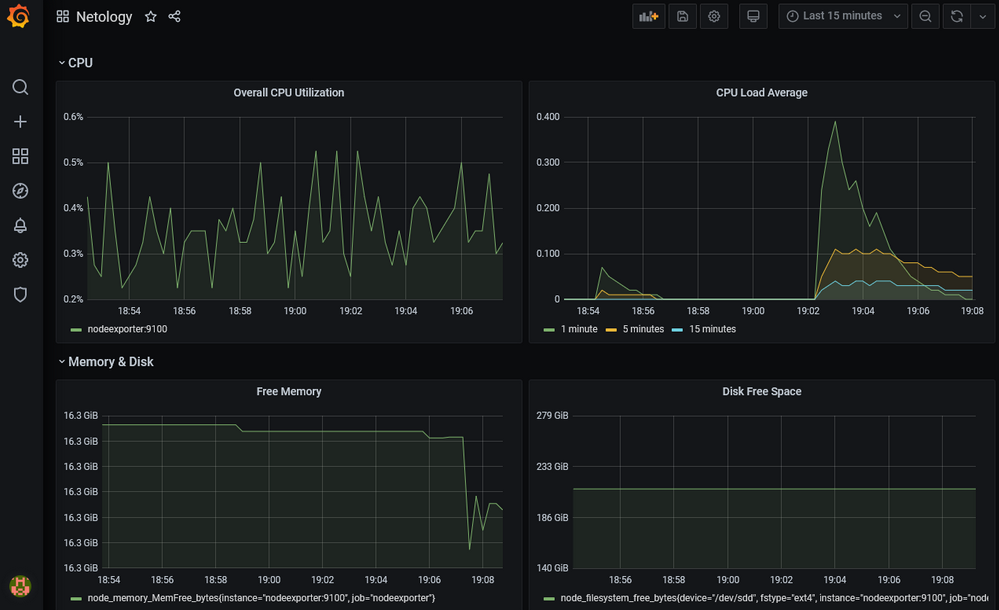 Netology
Last 15 minutes
CPU
Overall CPU Utilization
0.6%
0.5%
0.4%
0.3%
0.2%
18:54 18:56 18:58 19:00 19:02 19:04 19:06
nodeexporter:9100
CPU Load Average
0.400
0.300
0.200
0.100
0
18:54 18:56 18:58 19:00 19:02 19:04 19:06 19:08
1 minute 5 minutes 15 minutes
Memory & Disk
Free Memory
16.3 GiB
16.3 GiB
16.3 GiB
16.3 GiB
16.3 GiB
16.3 GiB
16.3 GiB
18:54 18:56 18:58 19:00 19:02 19:04 19:06 19:08
node_memory_MemFree_bytes{instance="nodeexporter:9100", job="nodeexporter"}
Disk Free Space
279 GiB
233 GiB
186 GiB
140 GiB
18:56 18:58 19:00 19:02 19:04 19:06 19:08
node_filesystem_free_bytes{device="/dev/sdd", fstype="ext4", instance="nodeexporter:9100", job="node